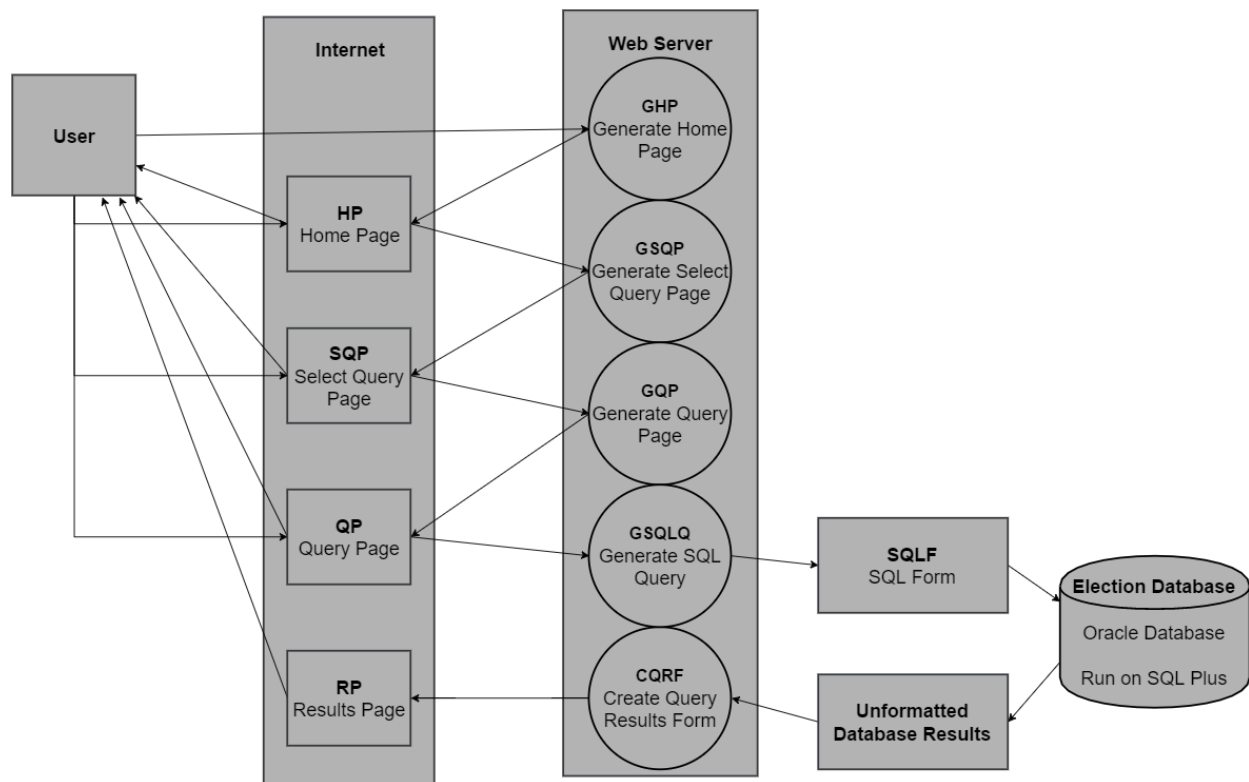 Internet
Web Server
User
GHP
Generate Home
Page
HP
Home Page
GSQP
Generate Select
Query Page
SQP
Select Query
Page
GQP
Generate Query
Page
QP
Query Page
GSQLQ
Generate SQL
Query
SQLF
SQL Form
Election Database
Oracle Database
Run on SQL Plus
RP
Results Page
CQRF
Create Query
Results Form
Unformatted
Database Results